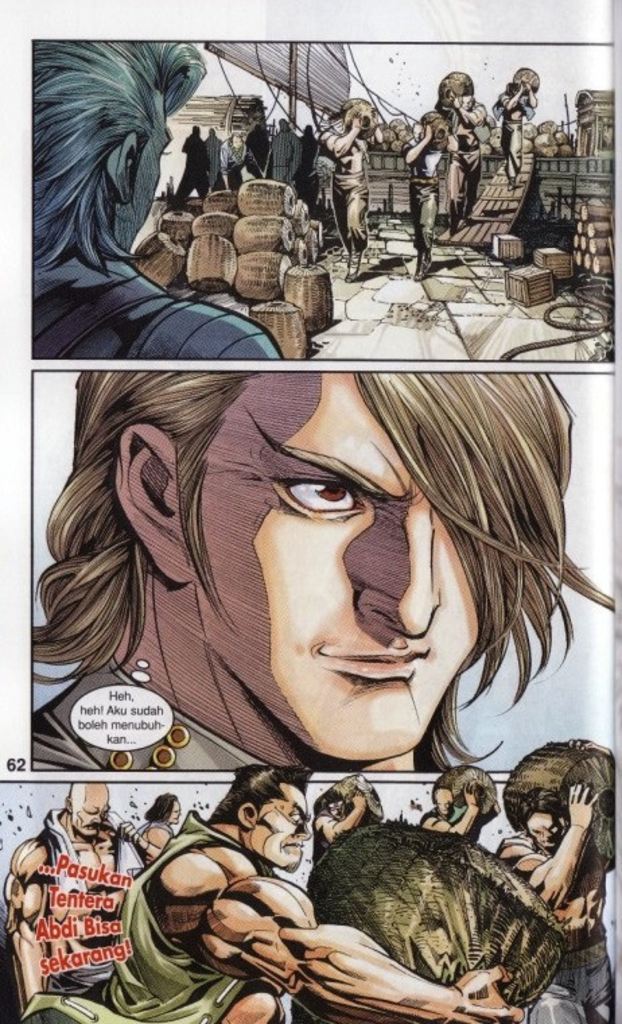 Heh,
heh! Aku sudah
boleh menubuh-
kan...
62
...Pasukan
Tentera
Abdi Bisa
sekarang!